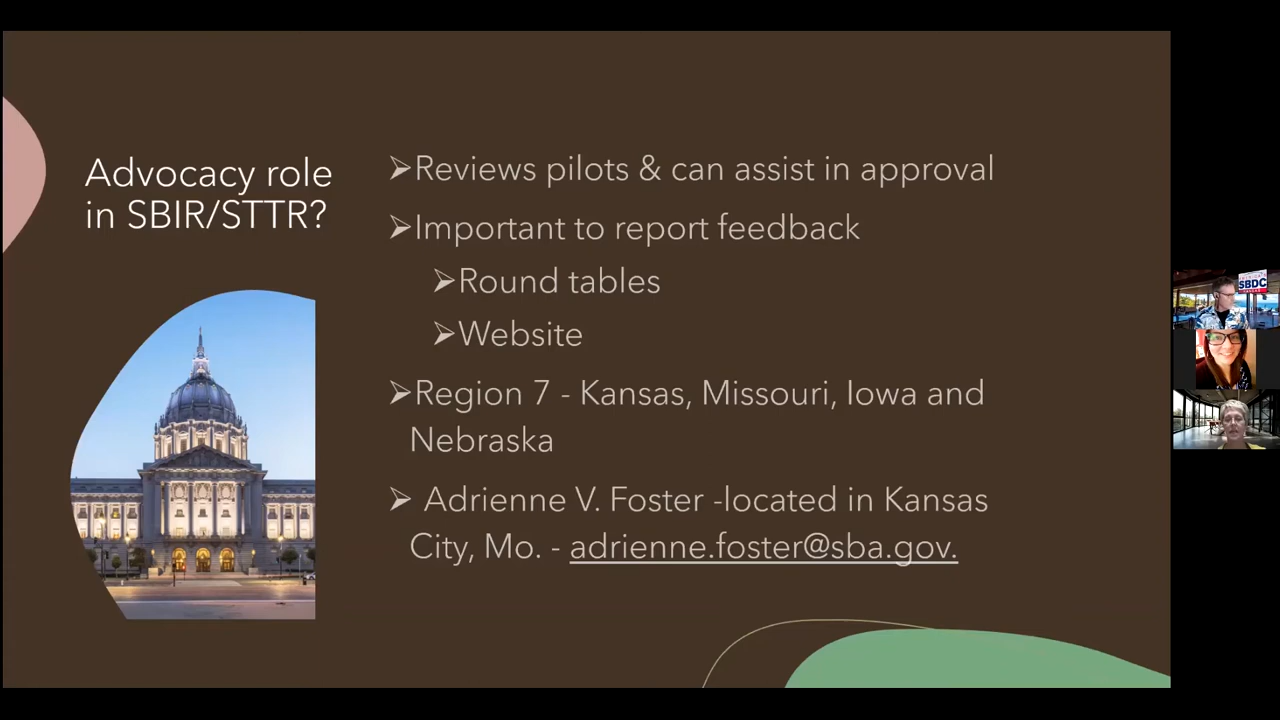 Advocacy role
in SBIR/STTR?
➢Reviews pilots & can assist in approval
➢Important to report feedback
➢Round tables
➢Website
➢Region 7 - Kansas, Missouri, Iowa and
Nebraska
➢ Adrienne V. Foster -located in Kansas
City, Mo. - adrienne.foster@sba.gov.
SBDC